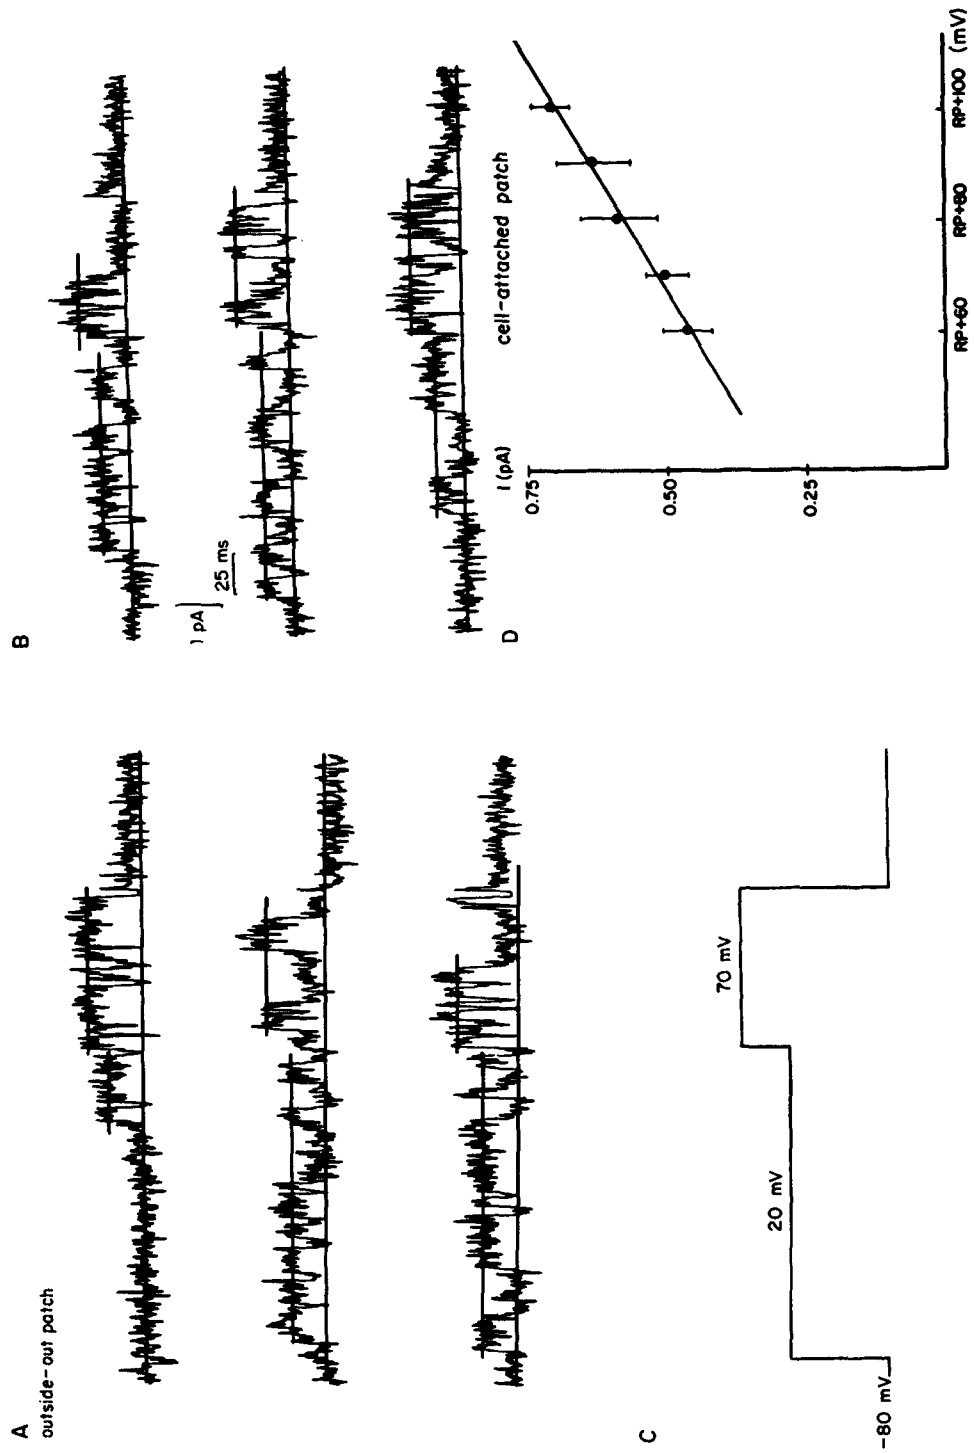 A
outside-out patch
B
1 pA
25 ms
C
-80 mV
20 mV
70 mV
D
cell-attached patch
I (pA)
0.75
0.50
0.25
RP+60
RP+80
RP+100 (mV)